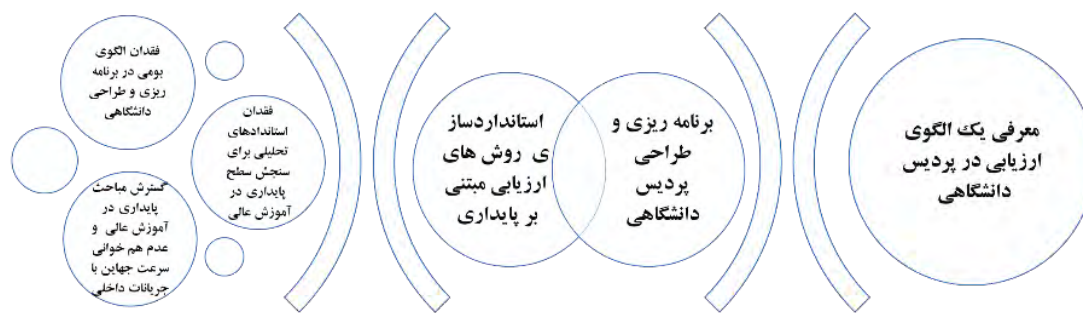 فقدان الگوی
بومی در برنامه
ریزی و طراحی
دانشگاهی
فقدان
استاندادهای
تحلیلی برای
سنجش سطح
پایداری در
آموزش عالی
گسترش مباحث
پایداری در
آموزش عالی و
عدم هم خوانی
سرعت جهاین با
جریانات داخلی
استانداردساز
ی روش های
ارزیابی مبتنی
بر پایداری
برنامه ریزی و
طراحی
پردیس
دانشگاهی
معرفی یک الگوی
ارزیابی در پردیس
دانشگاهی